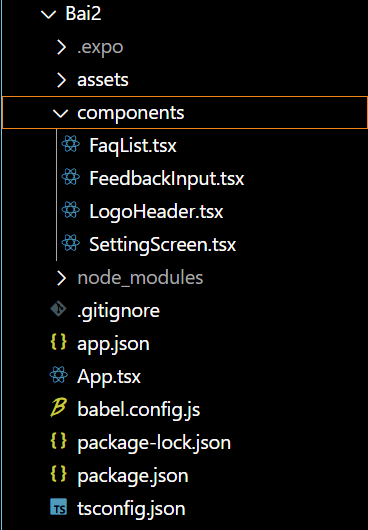 Bai2
.expo
assets
components
FaqList.tsx
FeedbackInput.tsx
LogoHeader.tsx
SettingScreen.tsx
node_modules
.gitignore
{} app.json
App.tsx
B babel.config.js
{} package-lock.json
{} package.json
TS tsconfig.json